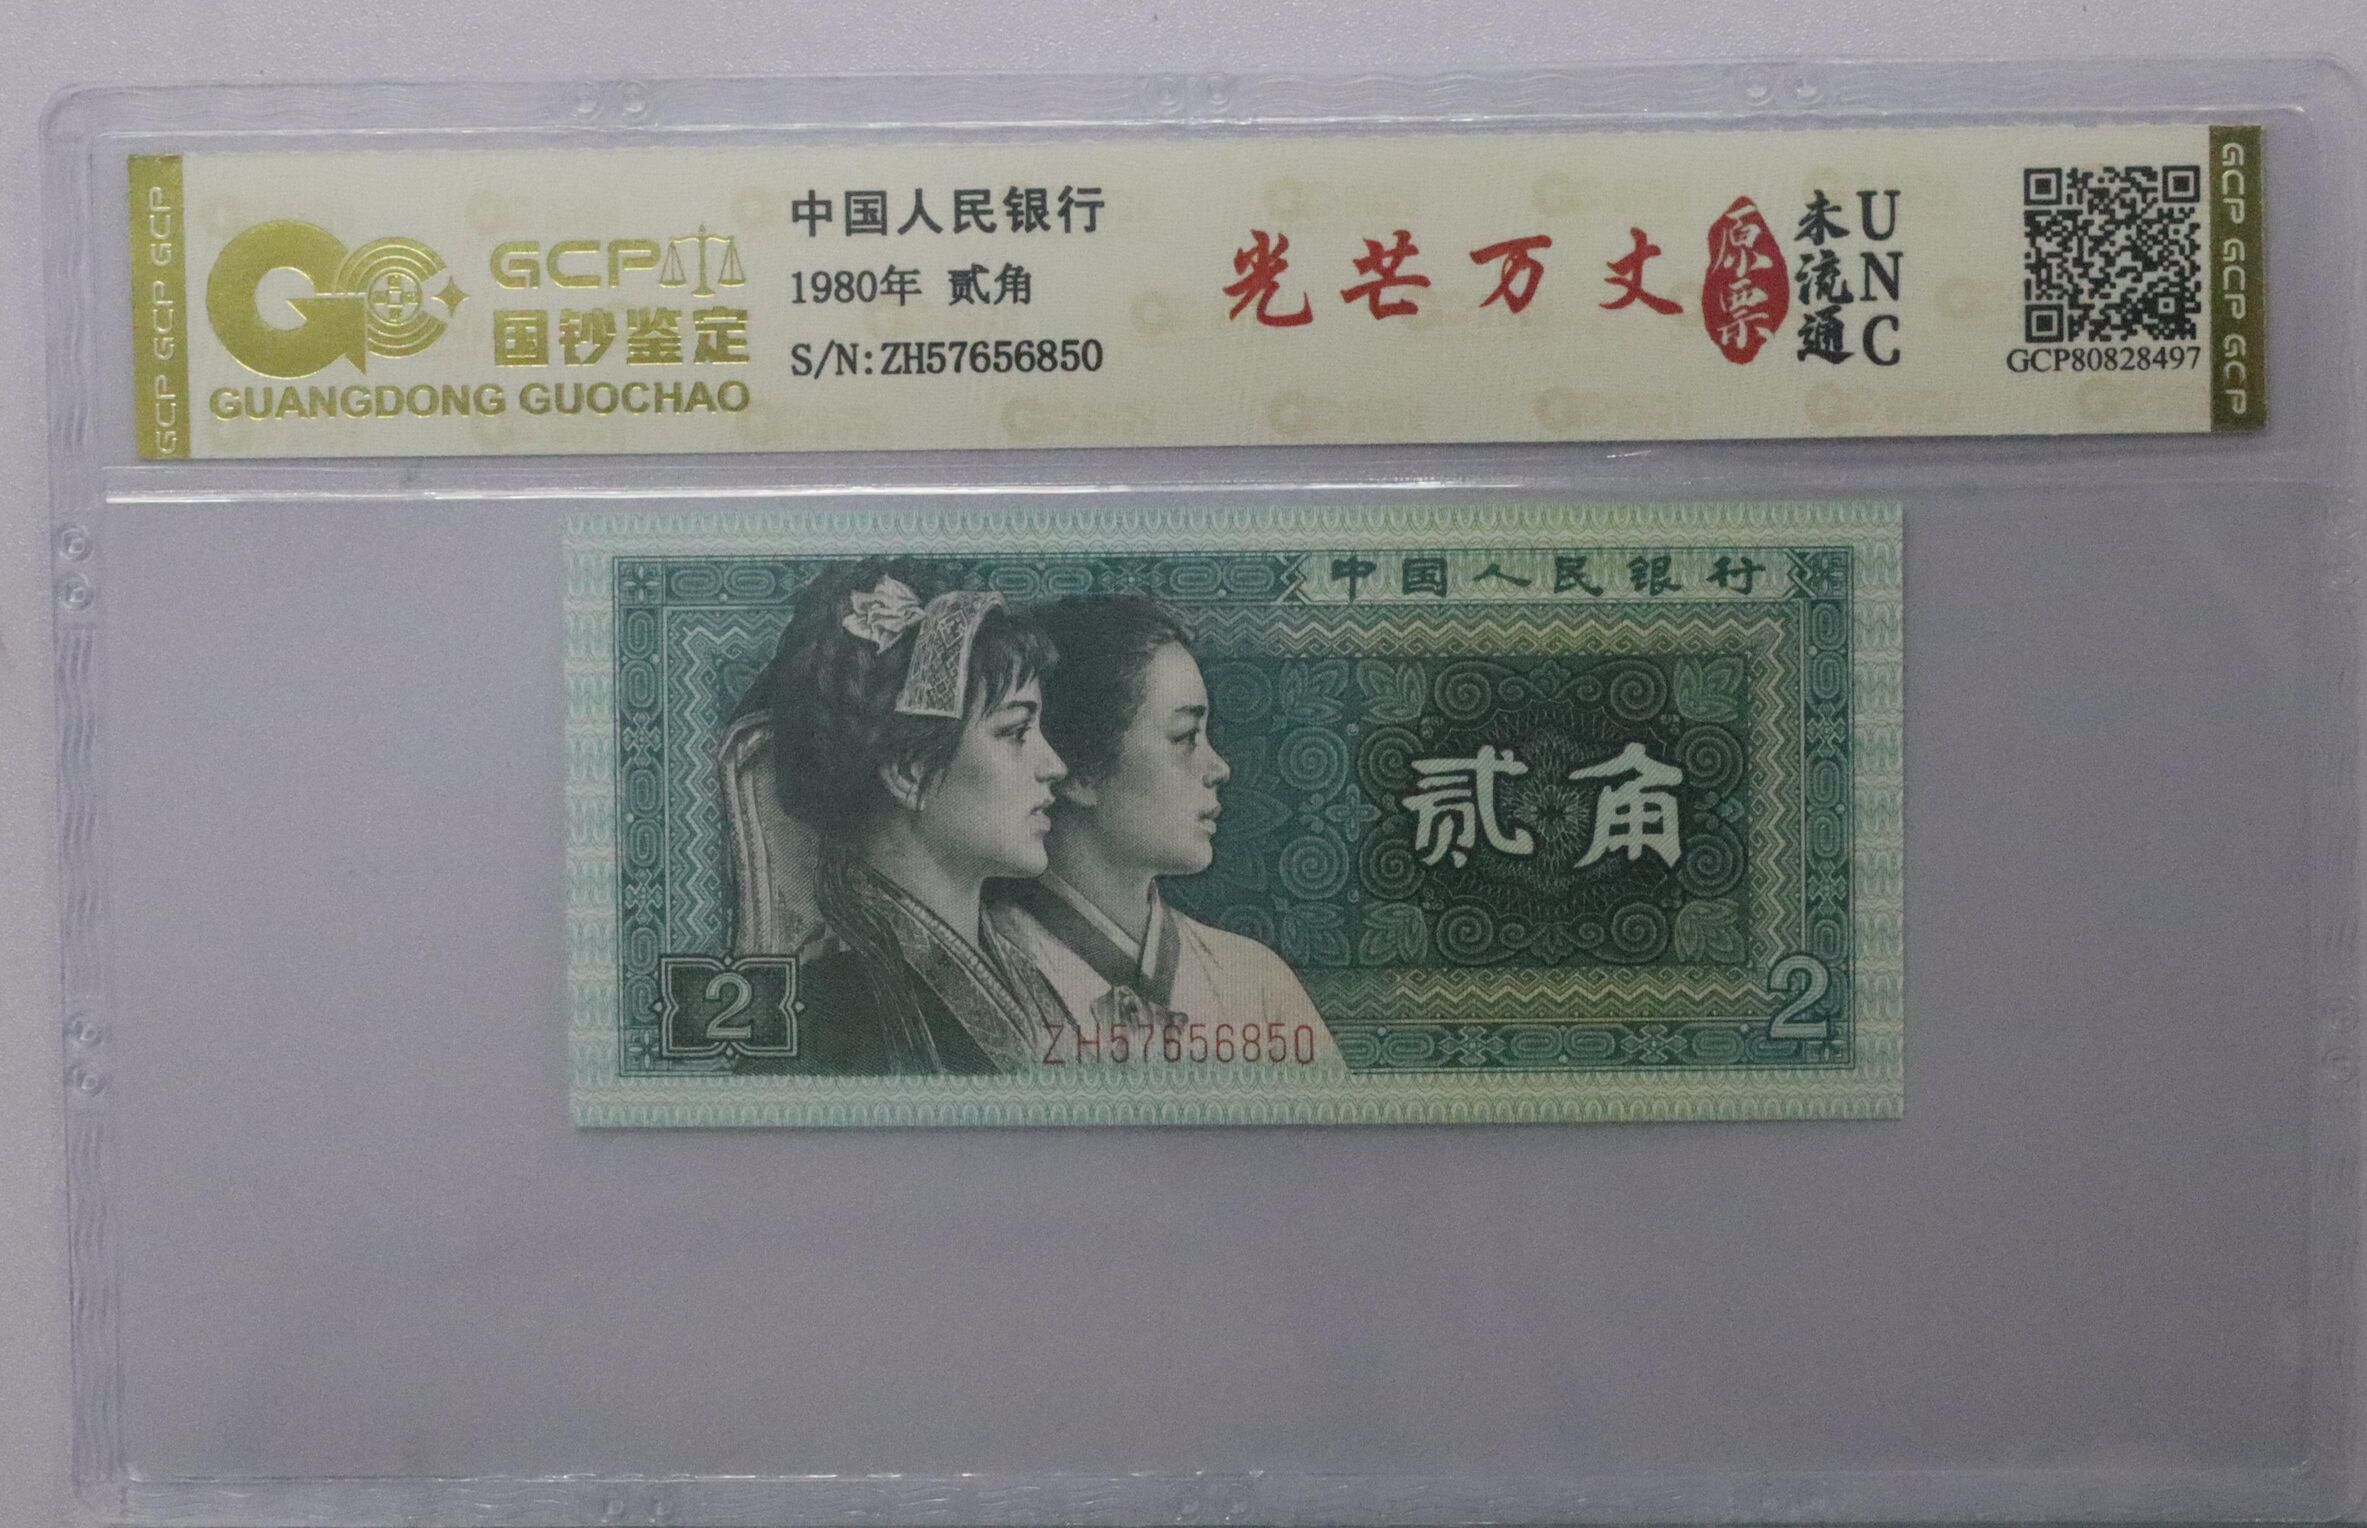 GCP GCP GCP
GCP
国钞鉴定
GUANGDONG GUOCHAO
中国人民银行
1980年 贰角
S/N:ZH57656850
光芒万丈
原票
未流通
UNC
GCP80828497
GCP GCP GCP
中国人民银行
贰角
2
2
ZH57656850